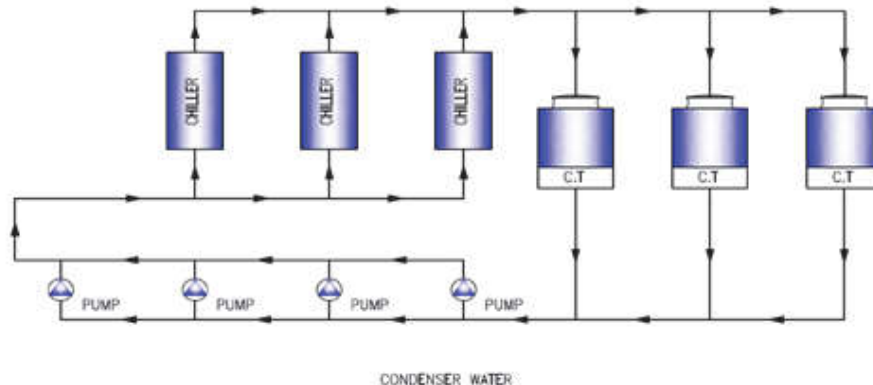 CHILLER
CHILLER
CHILLER
C.T
C.T
C.T
PUMP
PUMP
PUMP
PUMP
CONDENSER WATER